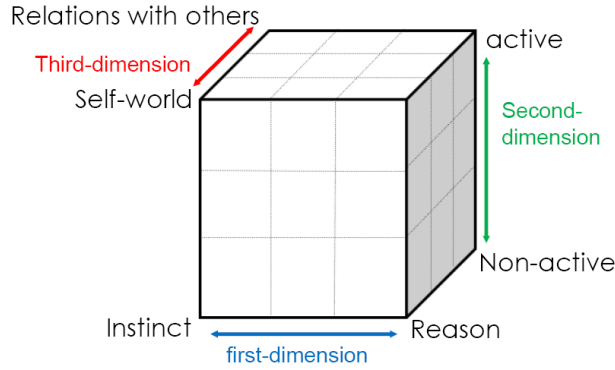 Relations with others
active
Third-dimension
Self-world
Second-
dimension
Non-active
Instinct
Reason
first-dimension